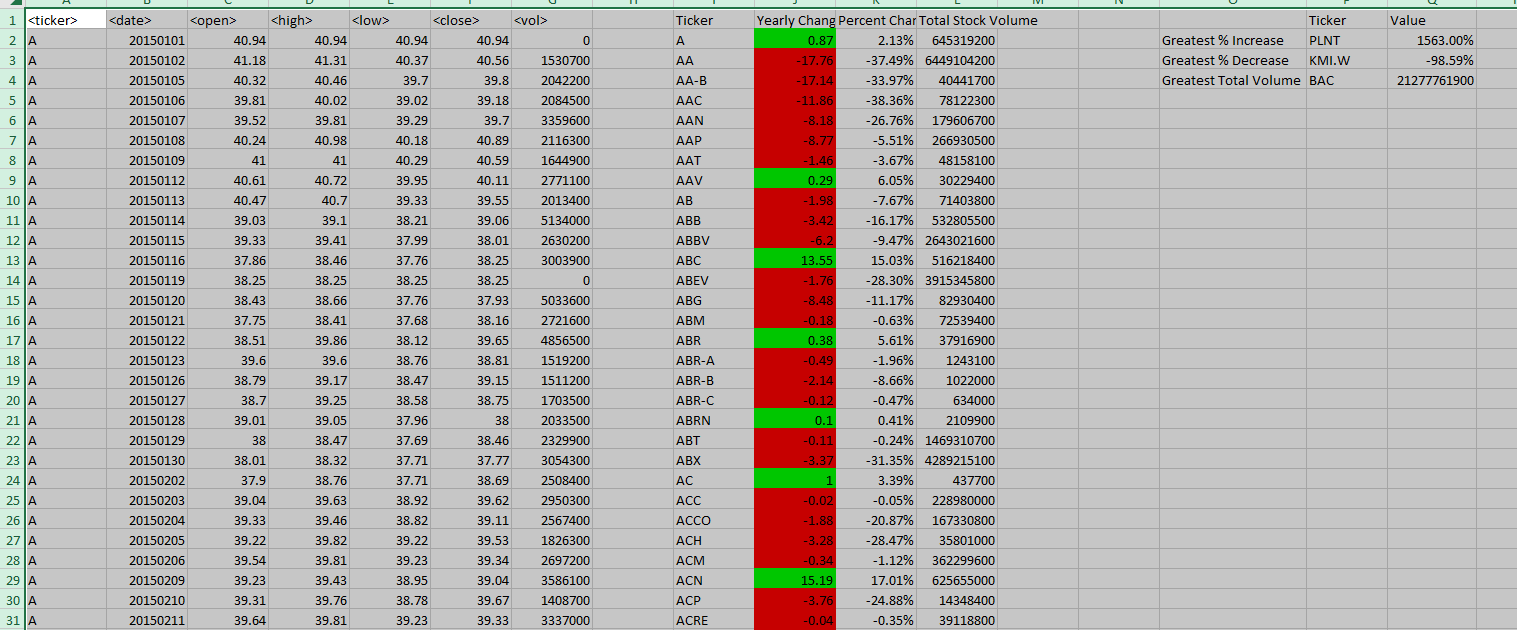 1 <ticker> <date> <open> <high> <low> <close> <vol> Ticker Yearly Chang Percent Char Total Stock Volume Ticker Value
2 A 20150101 40.94 40.94 40.94 40.94 0 A 0.87 2.13% 645319200 Greatest % Increase PLNT 1563.00%
3 A 20150102 41.18 41.31 40.37 40.56 1530700 AA -17.76 -37.49% 6449104200 Greatest % Decrease KMI.W -98.59%
4 A 20150105 40.32 40.46 39.7 39.8 2042200 AA-B -17.14 -33.97% 40441700 Greatest Total Volume BAC 21277761900
5 A 20150106 39.81 40.02 39.02 39.18 2084500 AAC -11.86 -38.36% 78122300
6 A 20150107 39.52 39.81 39.29 39.7 3359600 AAN -8.18 -26.76% 179606700
7 A 20150108 40.24 40.98 40.18 40.89 2116300 AAP -8.77 -5.51% 266930500
8 A 20150109 41 41 40.29 40.59 1644900 AAT -1.46 -3.67% 48158100
9 A 20150112 40.61 40.72 39.95 40.11 2771100 AAV 0.29 6.05% 30229400
10 A 20150113 40.47 40.7 39.33 39.55 2013400 AB -1.98 -7.67% 71403800
11 A 20150114 39.03 39.1 38.21 39.06 5134000 ABB -3.42 -16.17% 532805500
12 A 20150115 39.33 39.41 37.99 38.01 2630200 ABBV -6.2 -9.47% 2643021600
13 A 20150116 37.86 38.46 37.76 38.25 3003900 ABC 13.55 15.03% 516218400
14 A 20150119 38.25 38.25 38.25 38.25 0 ABEV -1.76 -28.30% 3915345800
15 A 20150120 38.43 38.66 37.76 37.93 5033600 ABG -8.48 -11.17% 82930400
16 A 20150121 37.75 38.41 37.68 38.16 2721600 ABM -0.18 -0.63% 72539400
17 A 20150122 38.51 39.86 38.12 39.65 4856500 ABR 0.38 5.61% 37916900
18 A 20150123 39.6 39.6 38.76 38.81 1519200 ABR-A -0.49 -1.96% 1243100
19 A 20150126 38.79 39.17 38.47 39.15 1511200 ABR-B -2.14 -8.66% 1022000
20 A 20150127 38.7 39.25 38.58 38.75 1703500 ABR-C -0.12 -0.47% 634000
21 A 20150128 39.01 39.05 37.96 38 2033500 ABRN 0.1 0.41% 2109900
22 A 20150129 38 38.47 37.69 38.46 2329900 ABT -0.11 -0.24% 1469310700
23 A 20150130 38.01 38.32 37.71 37.77 3054300 ABX -3.37 -31.35% 4289215100
24 A 20150202 37.9 38.76 37.71 38.69 2508400 AC 1 3.39% 437700
25 A 20150203 39.04 39.63 38.92 39.62 2950300 ACC -0.02 -0.05% 228980000
26 A 20150204 39.33 39.46 38.82 39.11 2567400 ACCO -1.88 -20.87% 167330800
27 A 20150205 39.22 39.82 39.22 39.53 1826300 ACH -3.28 -28.47% 35801000
28 A 20150206 39.54 39.81 39.23 39.34 2697200 ACM -0.34 -1.12% 362299600
29 A 20150209 39.23 39.43 38.95 39.04 3586100 ACN 15.19 17.01% 625655000
30 A 20150210 39.31 39.76 38.78 39.67 1408700 ACP -3.76 -24.88% 14348400
31 A 20150211 39.64 39.81 39.23 39.33 3337000 ACRE -0.04 -0.35% 39118800